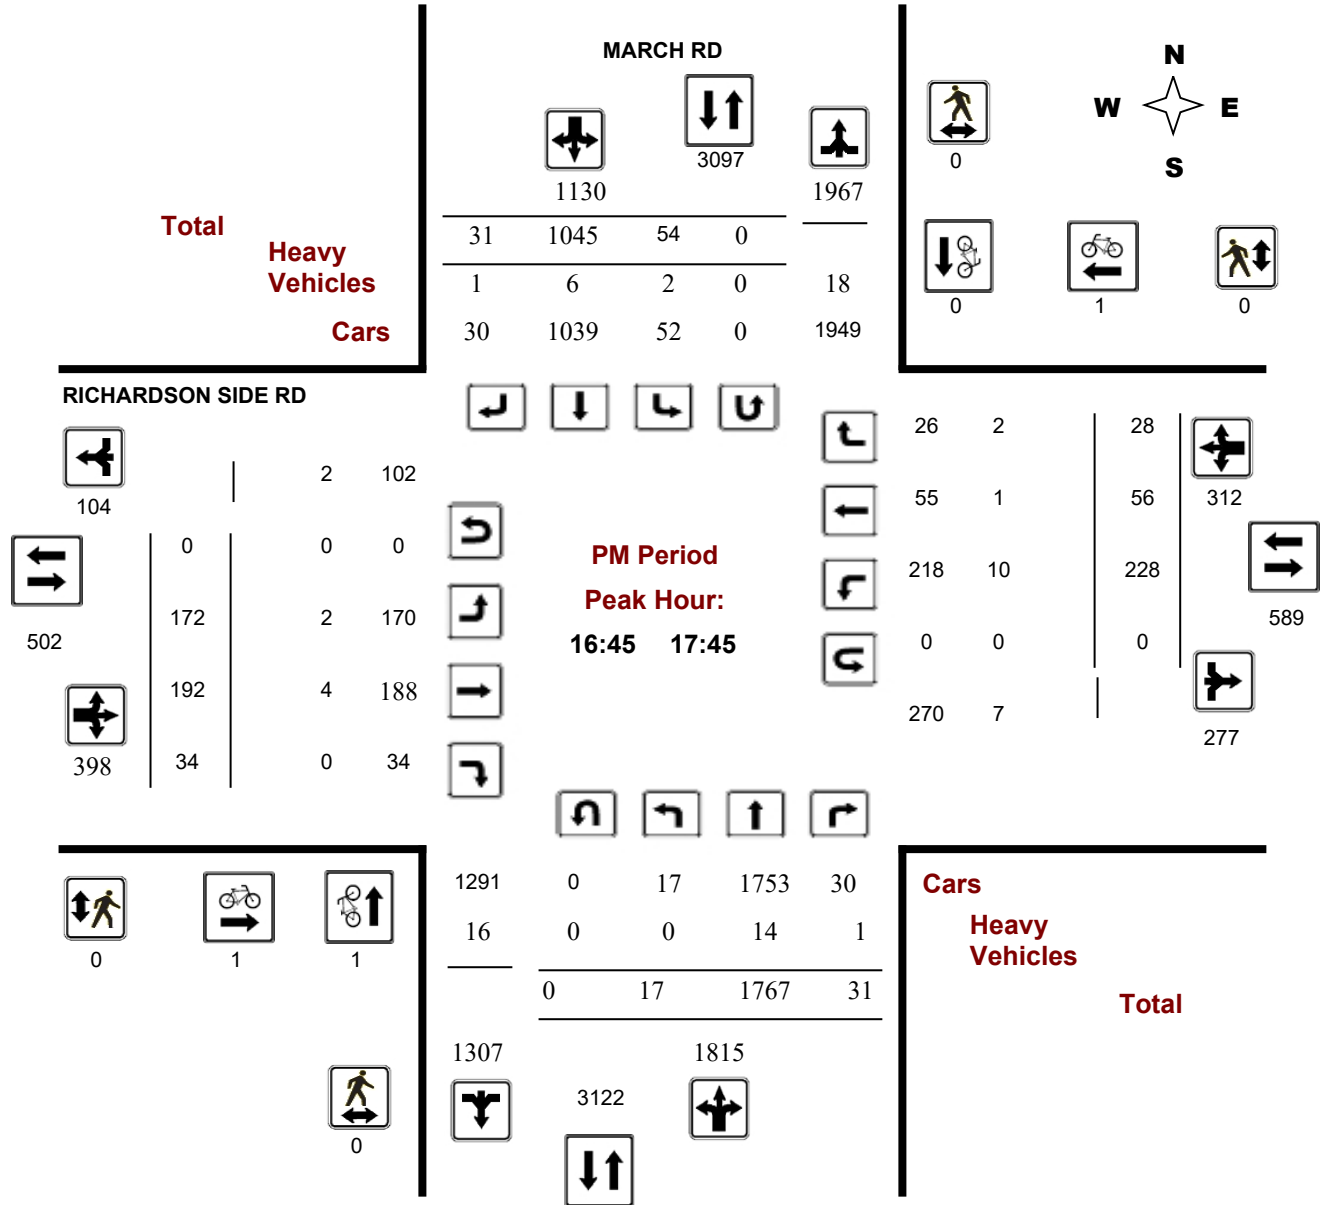 MARCH RD
N
W E
S
3097
0
1130 1967
Total
31 1045 54 0
Heavy
Vehicles
1 6 2 0 18
0 1 0
Cars
30 1039 52 0 1949
RICHARDSON SIDE RD
26 2 28
2 102
104
55 1 56 312
0 0 0
PM Period
218 10 228
Peak Hour:
172 2 170
589
502
16:45 17:45
0 0 0
192 4 188
270 7
277
398 34 0 34
1291 0 17 1753 30
Cars
16 0 0 14 1
Heavy
Vehicles
0 1 1
0 17 1767 31
Total
1307 1815
3122
0